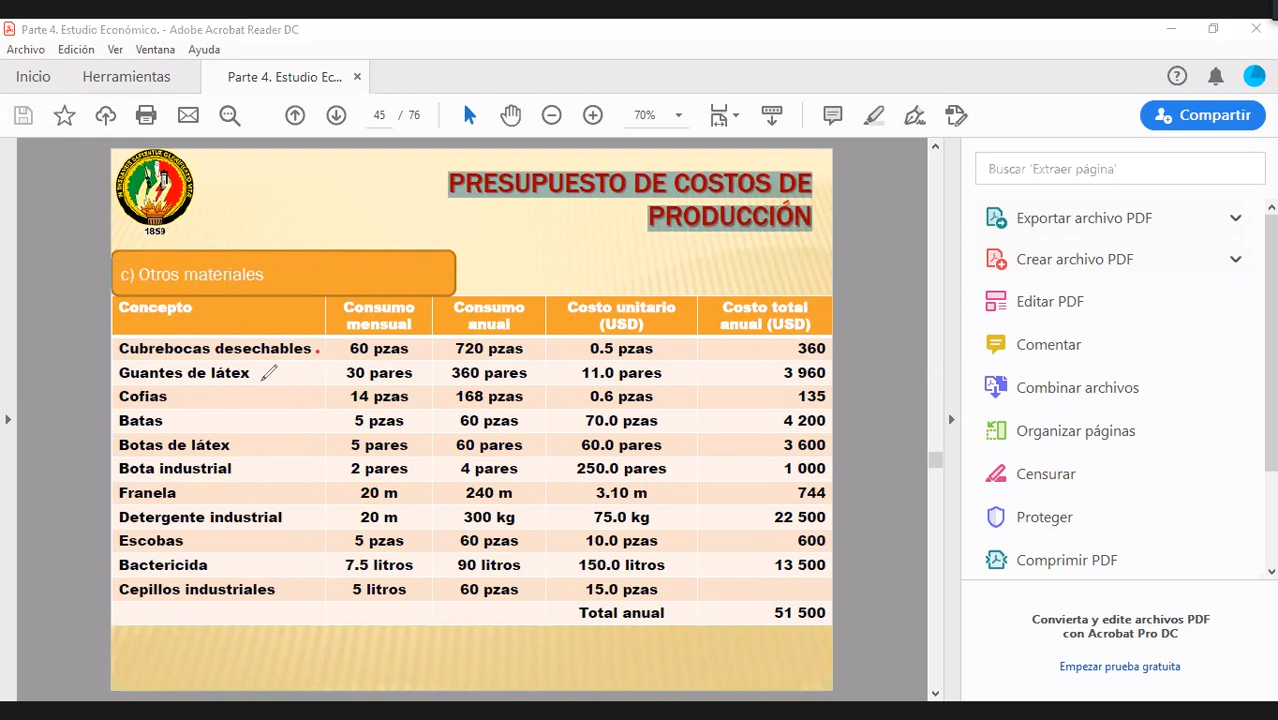 Parte 4. Estudio Económico. - Adobe Acrobat Reader DC
Archivo Edición Ver Ventana Ayuda
Inicio Herramientas Parte 4. Estudio Ec... ×
45 / 76 70% Compartir
PRESUPUESTO DE COSTOS DE
PRODUCCIÓN
1859
c) Otros materiales
Concepto Consumo mensual Consumo anual Costo unitario (USD) Costo total anual (USD)
Cubrebocas desechables 60 pzas 720 pzas 0.5 pzas 360
Guantes de látex 30 pares 360 pares 11.0 pares 3 960
Cofias 14 pzas 168 pzas 0.6 pzas 135
Batas 5 pzas 60 pzas 70.0 pzas 4 200
Botas de látex 5 pares 60 pares 60.0 pares 3 600
Bota industrial 2 pares 4 pares 250.0 pares 1 000
Franela 20 m 240 m 3.10 m 744
Detergente industrial 20 m 300 kg 75.0 kg 22 500
Escobas 5 pzas 60 pzas 10.0 pzas 600
Bactericida 7.5 litros 90 litros 150.0 litros 13 500
Cepillos industriales 5 litros 60 pzas 15.0 pzas
Total anual 51 500
Buscar 'Extraer página'
Exportar archivo PDF
Crear archivo PDF
Editar PDF
Comentar
Combinar archivos
Organizar páginas
Censurar
Proteger
Comprimir PDF
Convierta y edite archivos PDF
con Acrobat Pro DC
Empezar prueba gratuita